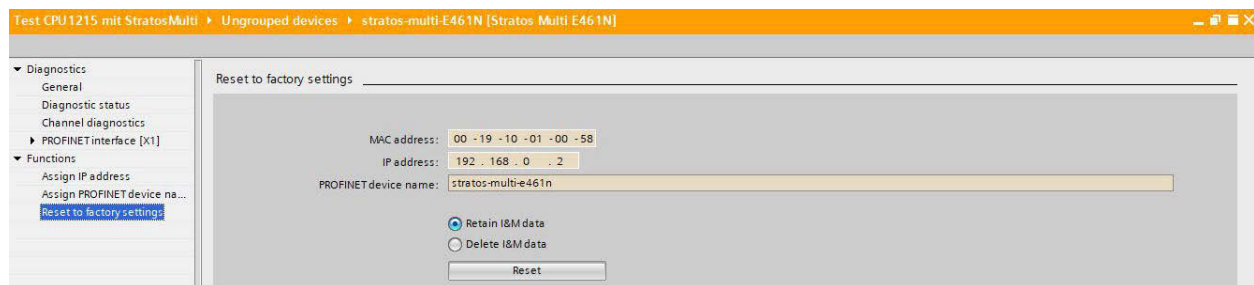 Test CPU1215 mit StratosMulti ▸ Ungrouped devices ▸ stratos-multi-E461N [Stratos Multi E461N]
Diagnostics
General
Diagnostic status
Channel diagnostics
PROFINET interface [X1]
Functions
Assign IP address
Assign PROFINET device na...
Reset to factory settings
Reset to factory settings
MAC address: 00 -19 -10 -01 -00 -58
IP address: 192 . 168 . 0 . 2
PROFINET device name: stratos-multi-e461n
Retain I&M data
Delete I&M data
Reset